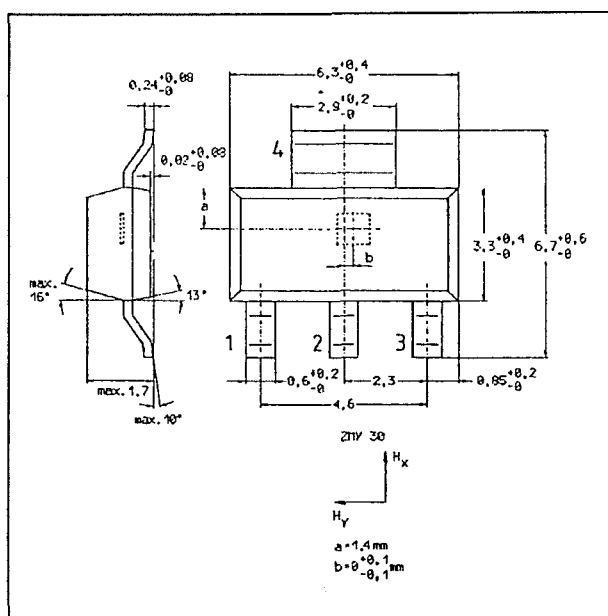 6,3+0,4 -0
0,24+0,08 -0
2,9+0,2 -0
4
0,02+0,08 -0
a
3,3+0,4 -0
6,7+0,6 -0
b
max. 16°
13°
1
2
3
0,6+0,2 -0
2,3
0,85+0,2 -0
max. 1,7
4,6
max. 10°
ZMY 30
Hx
Hy
a=1,4mm
b=0+0,1 -0,1mm